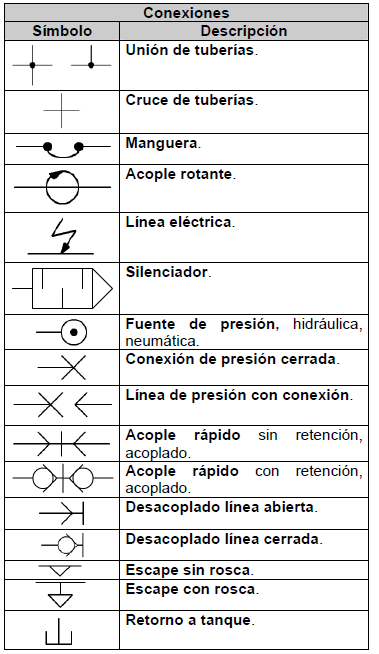 Conexiones
Símbolo Descripción
Unión de tuberías.
Cruce de tuberías.
Manguera.
Acople rotante.
Línea eléctrica.
Silenciador.
Fuente de presión, hidráulica,
neumática.
Conexión de presión cerrada.
Línea de presión con conexión.
Acople rápido sin retención,
acoplado.
Acople rápido con retención,
acoplado.
Desacoplado línea abierta.
Desacoplado línea cerrada.
Escape sin rosca.
Escape con rosca.
Retorno a tanque.